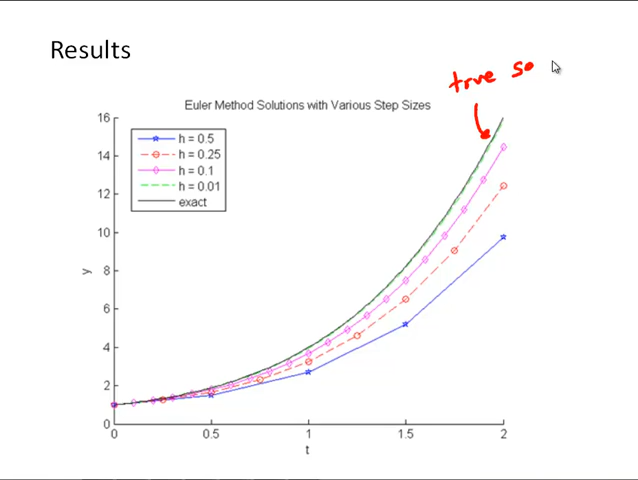 Results
true so
Euler Method Solutions with Various Step Sizes
16
14
12
10
8
6
4
2
0
y
h = 0.5
h = 0.25
h = 0.1
h = 0.01
exact
0
0.5
1
1.5
2
t